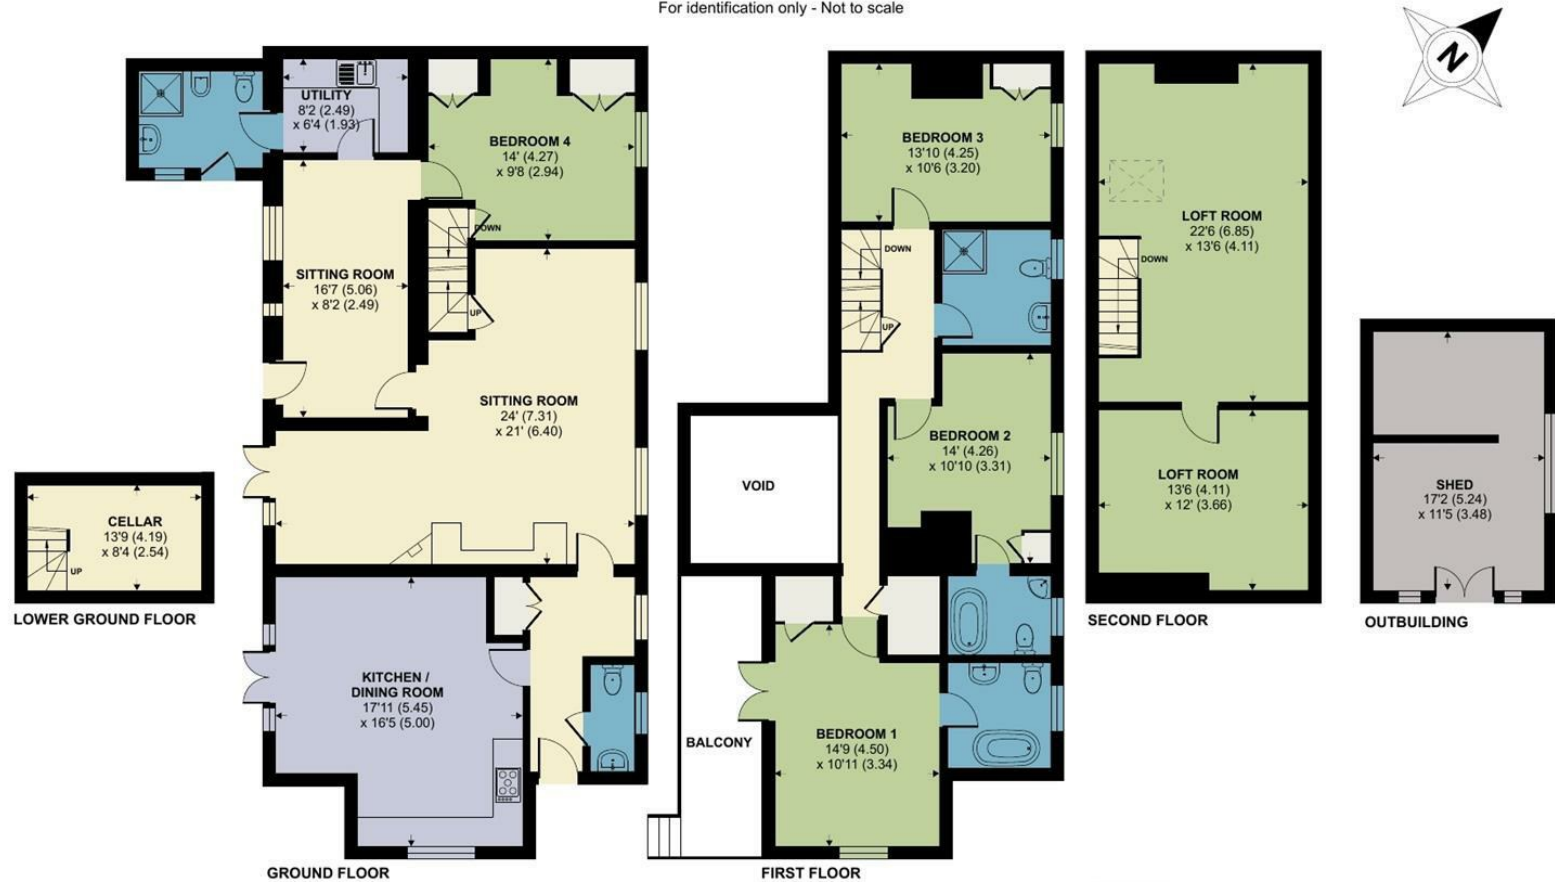 For identification only - Not to scale
N
UTILITY
8'2 (2.49)
x 6'4 (1.93)
BEDROOM 4
14' (4.27)
x 9'8 (2.94)
DOWN
SITTING ROOM
16'7 (5.06)
x 8'2 (2.49)
UP
SITTING ROOM
24' (7.31)
x 21' (6.40)
CELLAR
13'9 (4.19)
x 8'4 (2.54)
UP
LOWER GROUND FLOOR
KITCHEN /
DINING ROOM
17'11 (5.45)
x 16'5 (5.00)
GROUND FLOOR
BEDROOM 3
13'10 (4.25)
x 10'6 (3.20)
DOWN
UP
BEDROOM 2
14' (4.26)
x 10'10 (3.31)
VOID
BALCONY
BEDROOM 1
14'9 (4.50)
x 10'11 (3.34)
FIRST FLOOR
LOFT ROOM
22'6 (6.85)
x 13'6 (4.11)
DOWN
LOFT ROOM
13'6 (4.11)
x 12' (3.66)
SECOND FLOOR
SHED
17'2 (5.24)
x 11'5 (3.48)
OUTBUILDING